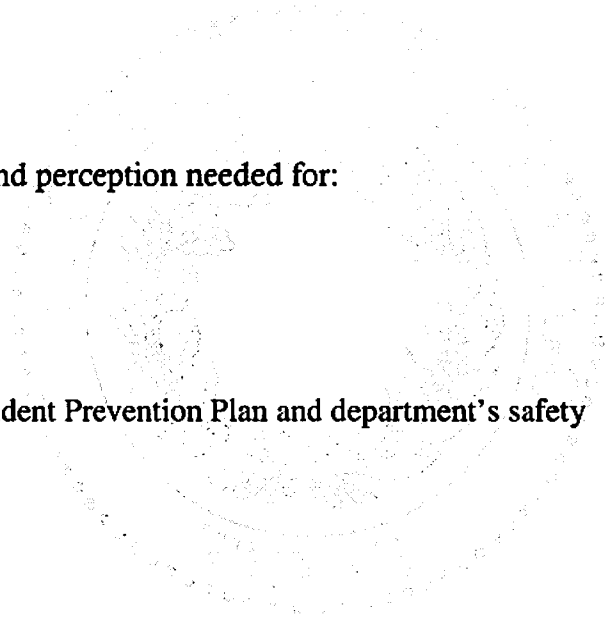 nd perception needed for:
dent Prevention Plan and department's safety